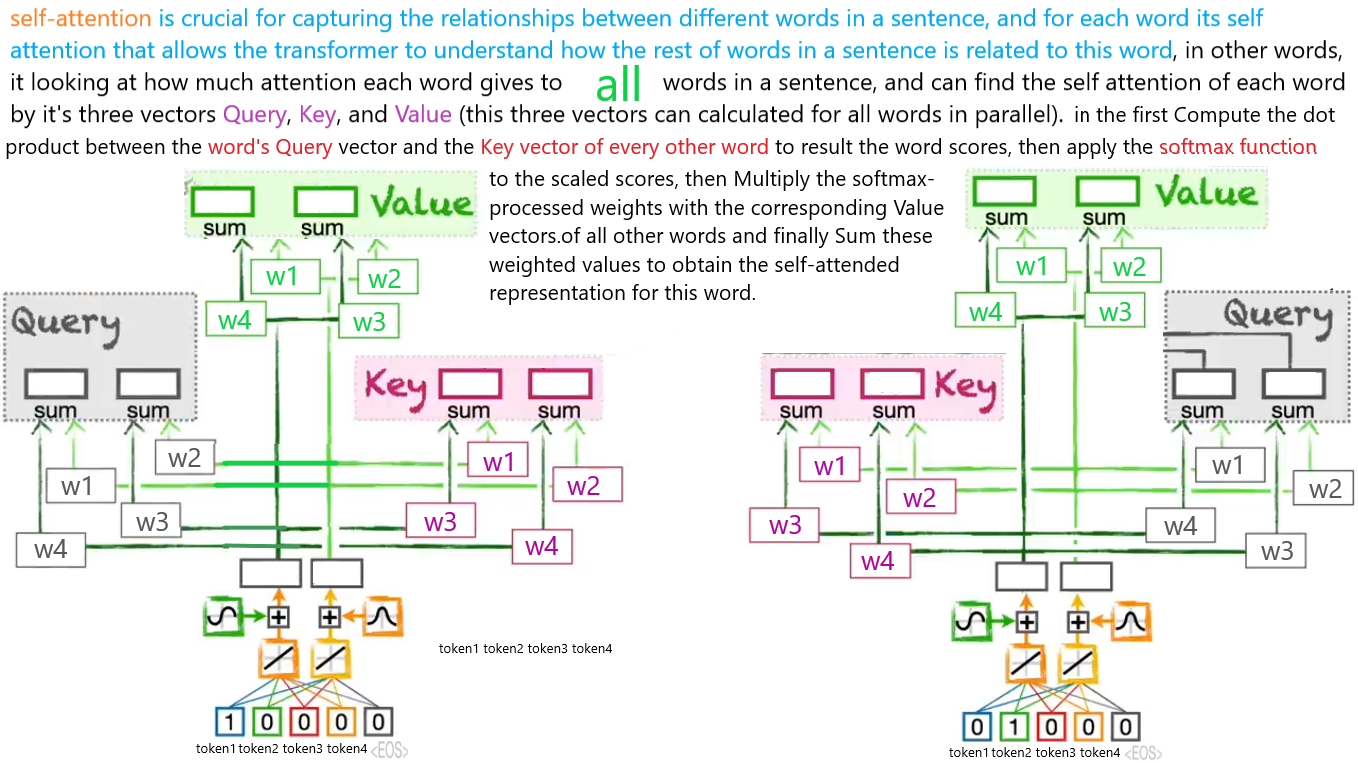 self-attention is crucial for capturing the relationships between different words in a sentence, and for each word its self
attention that allows the transformer to understand how the rest of words in a sentence is related to this word, in other words,
it looking at how much attention each word gives to all words in a sentence, and can find the self attention of each word
by it's three vectors Query, Key, and Value (this three vectors can calculated for all words in parallel). in the first Compute the dot
product between the word's Query vector and the Key vector of every other word to resullt the word scores, then apply the softmax function
to the scaled scores, then Multiply the softmax-
processed weights with the corresponding Value
vectors.of all other words and finally Sum these
weighted values to obtain the self-attended
representation for this word.
Value
sum sum
w1 w2
w4 w3
Query
sum sum
Key
sum sum
w2 w1
w1 w2
w3 w3
w4 w4
+ +
token1 token2 token3 token4
1 0 0 0 0
token1 token2 token3 token4 <EOS>
Value
sum sum
w1 w2
w4 w3
Key
sum sum
Query
sum sum
w1 w1
w2 w2
w3 w4
w4 w3
+ +
0 1 0 0 0
token1 token2 token3 token4 <EOS>